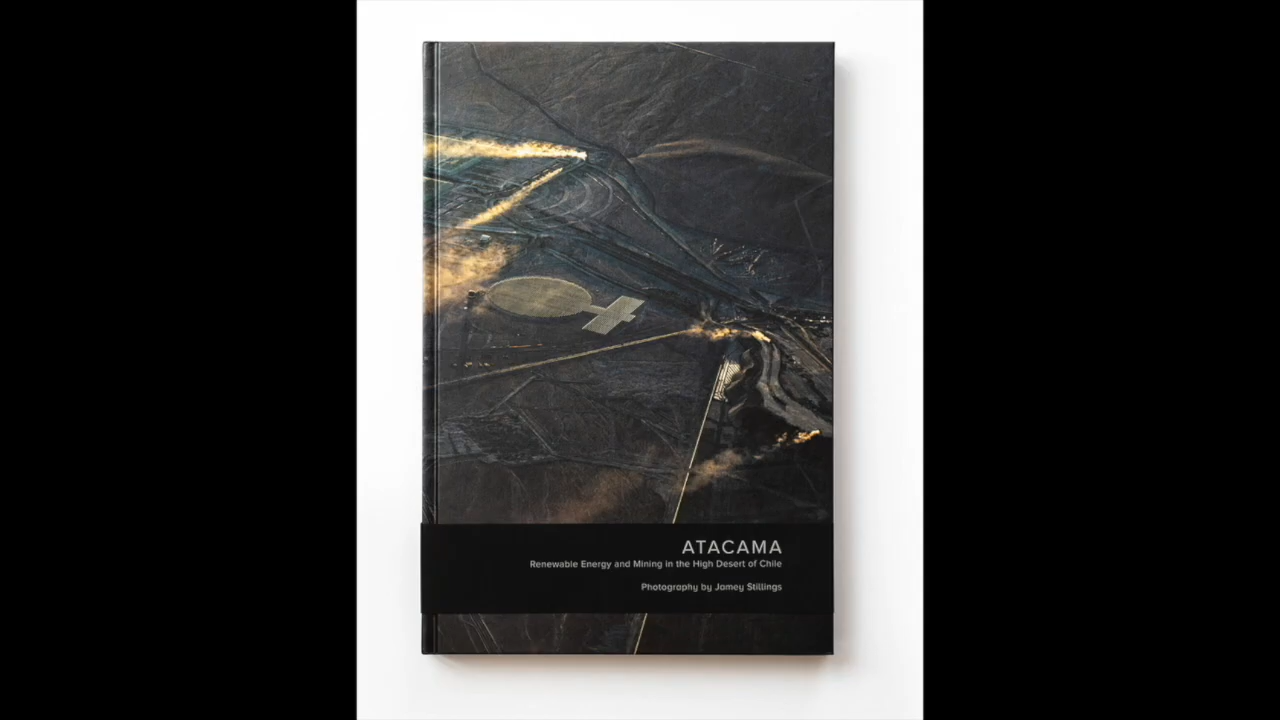 ATACAMA
Renewable Energy and Mining in the High Desert of Chile
Photography by Jamey Stillings